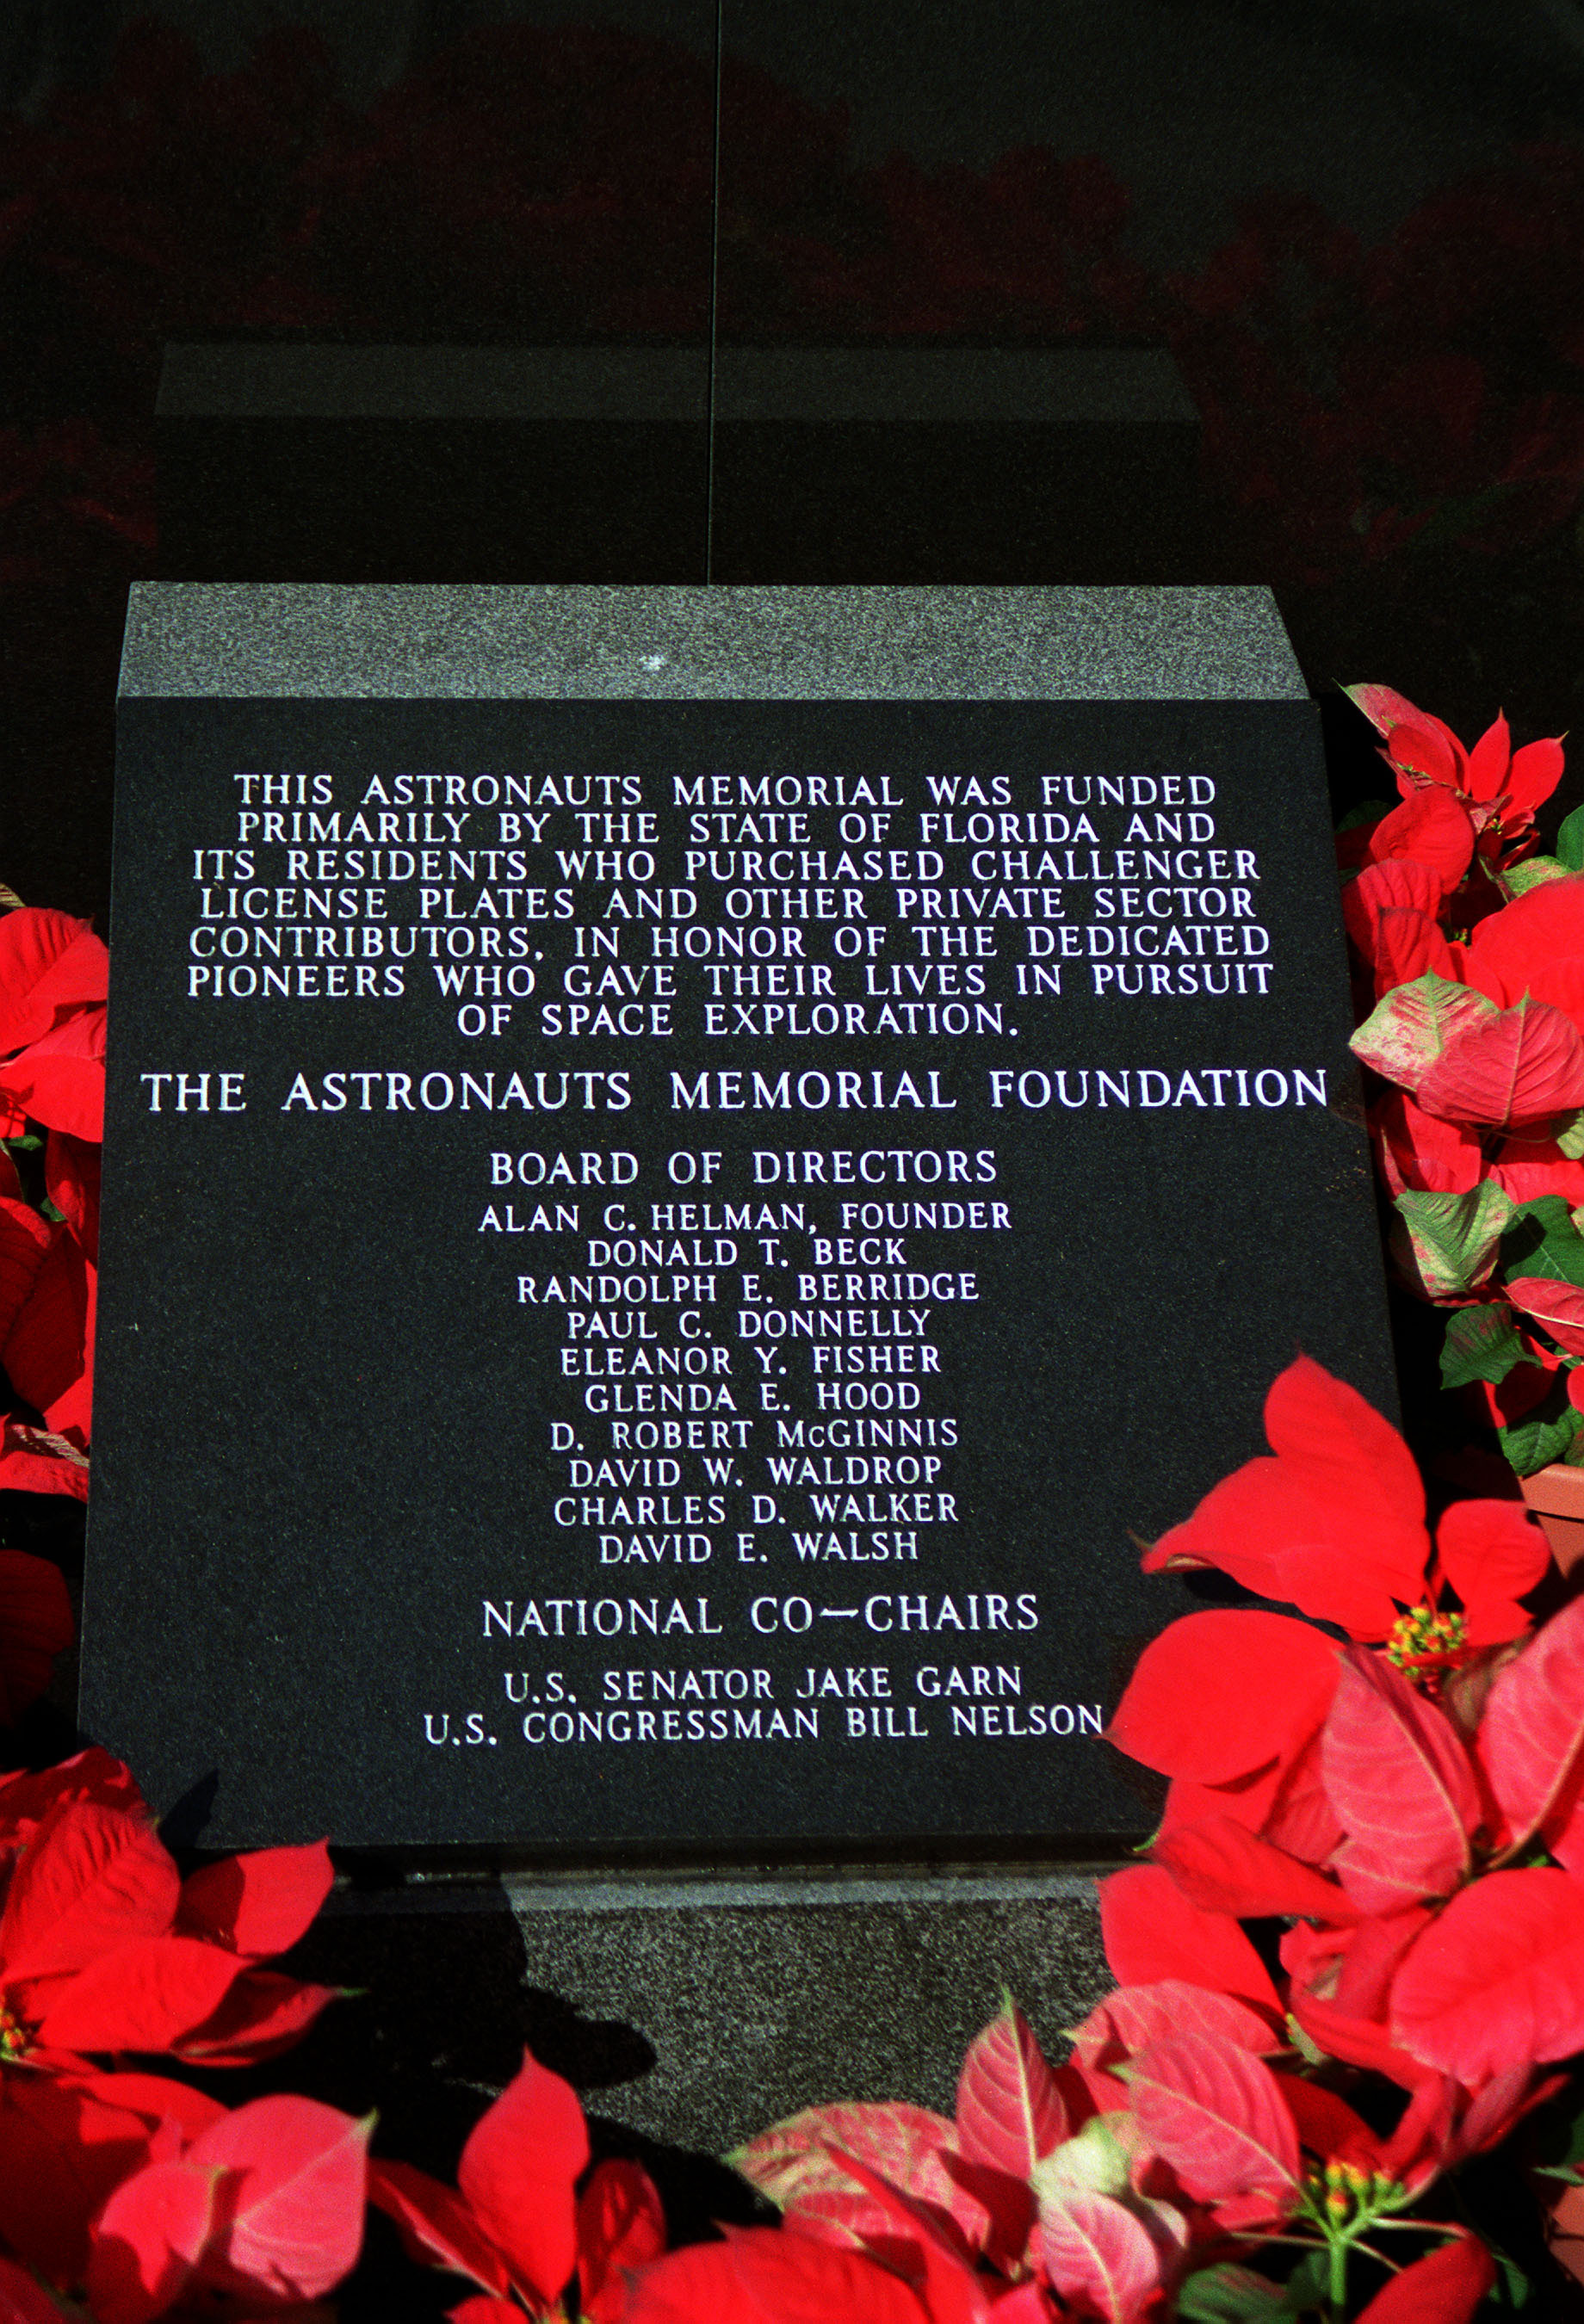 THIS ASTRONAUTS MEMORIAL WAS FUNDED
PRIMARILY BY THE STATE OF FLORIDA AND
ITS RESIDENTS WHO PURCHASED CHALLENGER
LICENSE PLATES AND OTHER PRIVATE SECTOR
CONTRIBUTORS, IN HONOR OF THE DEDICATED
PIONEERS WHO GAVE THEIR LIVES IN PURSUIT
OF SPACE EXPLORATION.
THE ASTRONAUTS MEMORIAL FOUNDATION
BOARD OF DIRECTORS
ALAN C. HELMAN, FOUNDER
DONALD T. BECK
RANDOLPH E. BERRIDGE
PAUL C. DONNELLY
ELEANOR Y. FISHER
GLENDA E. HOOD
D. ROBERT McGINNIS
DAVID W. WALDROP
CHARLES D. WALKER
DAVID E. WALSH
NATIONAL CO—CHAIRS
U.S. SENATOR JAKE GARN
U.S. CONGRESSMAN BILL NELSON